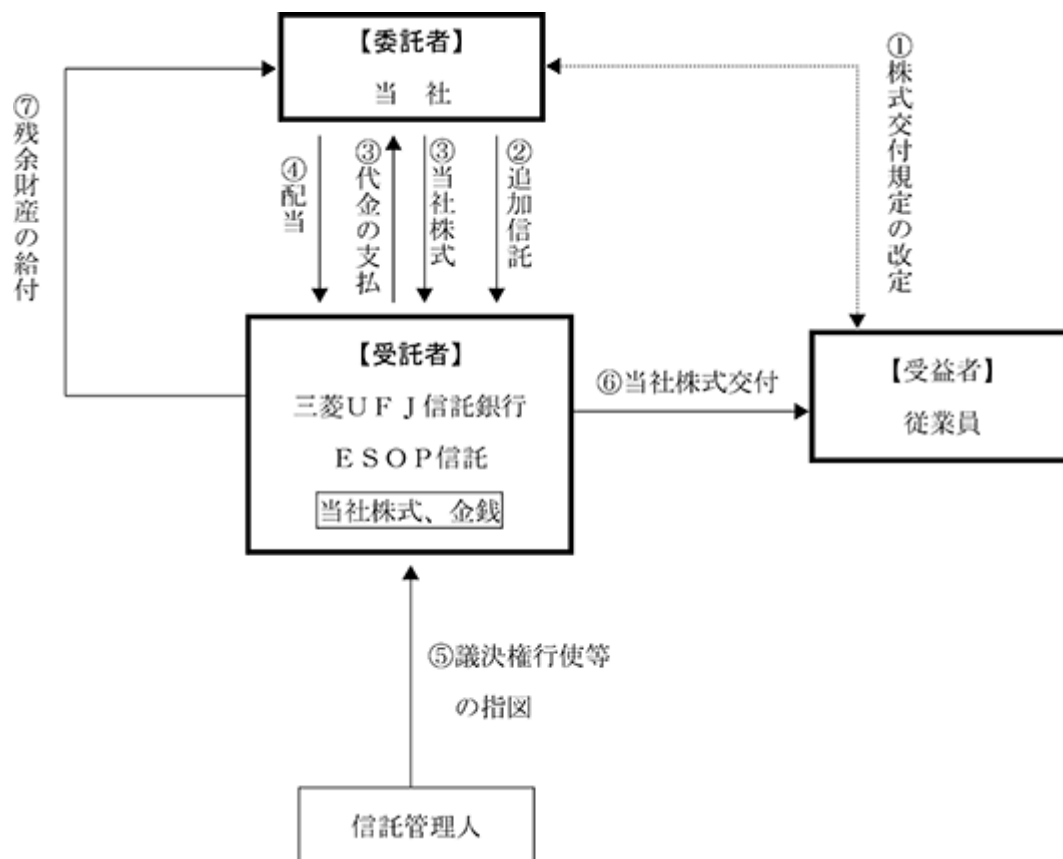 【委託者】
当 社
①株式交付規定の改定
⑦残余財産の給付
④配当
③代金の支払
③当社株式
②追加信託
【受託者】
三菱UFJ信託銀行
ESOP信託
当社株式、金銭
⑥当社株式交付
【受益者】
従業員
⑤議決権行使等
の指図
信託管理人